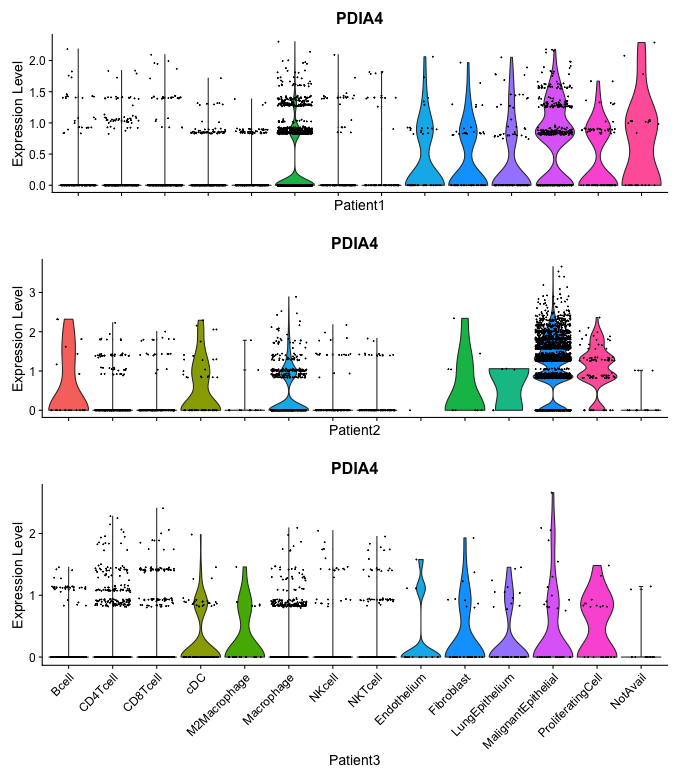 PDIA4
Expression Level
2.0
1.5
1.0
0.5
0.0
Patient1
PDIA4
Expression Level
3
2
1
0
Patient2
PDIA4
Expression Level
2
1
0
Bcell
CD4Tcell
CD8Tcell
cDC
M2Macrophage
Macrophage
NKcell
NKTcell
Endothelium
Fibroblast
LungEpithelium
MalignantEpithelial
ProliferatingCell
NotAvail
Patient3